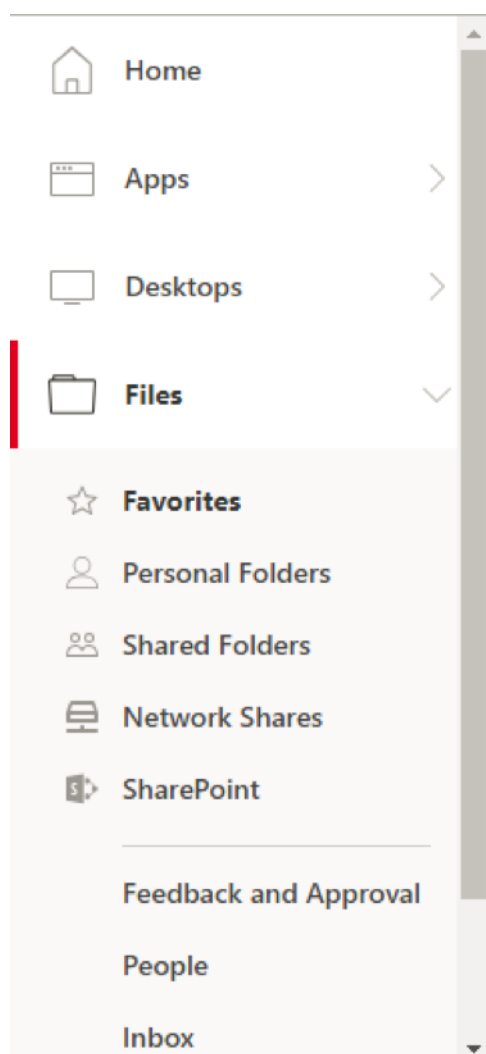 Home
Apps
Desktops
Files
Favorites
Personal Folders
Shared Folders
Network Shares
SharePoint
Feedback and Approval
People
Inbox